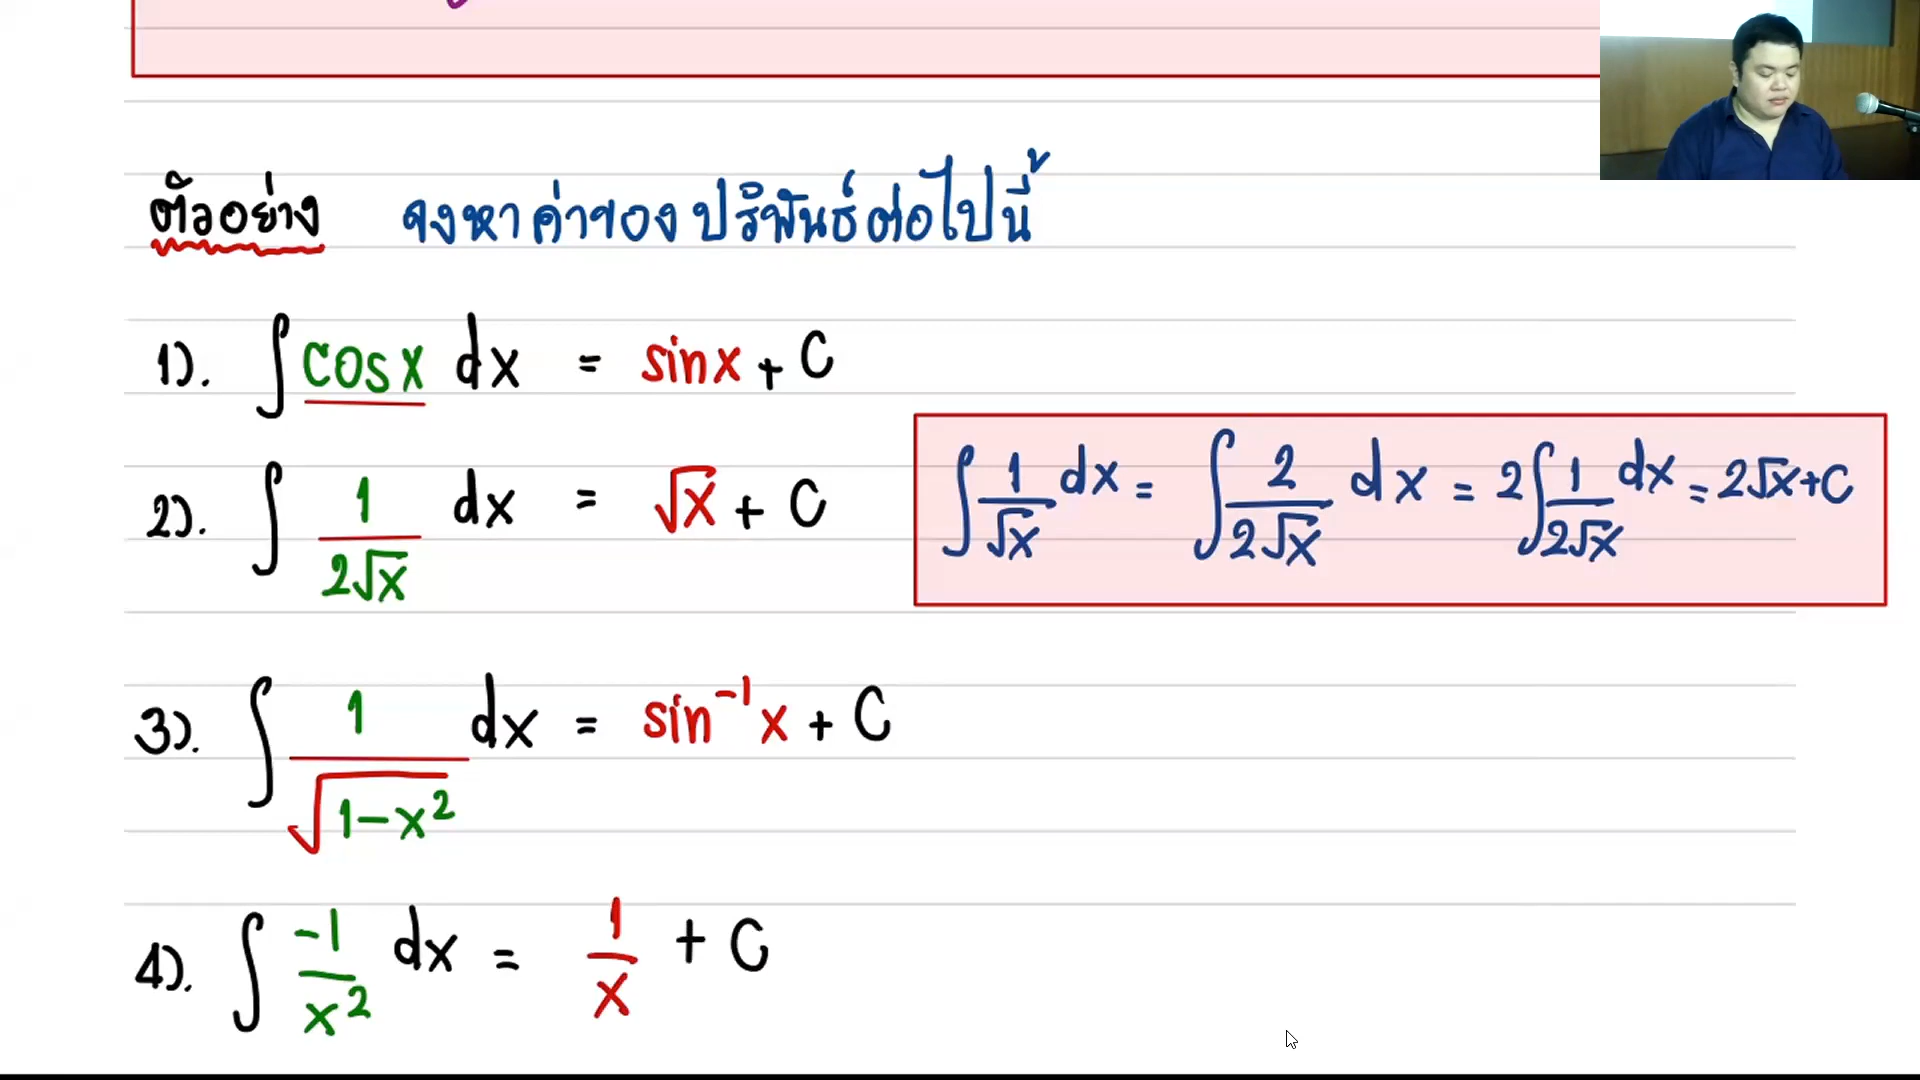 ตัวอย่าง จงหาค่าของปริพันธ์ต่อไปนี้
1). ∫ cos x dx = sin x + C
2). ∫ 1/(2√x) dx = √x + C
∫ 1/√x dx = ∫ 2/(2√x) dx = 2∫ 1/(2√x) dx = 2√x + C
3). ∫ 1/√(1-x²) dx = sin⁻¹x + C
4). ∫ -1/x² dx = 1/x + C